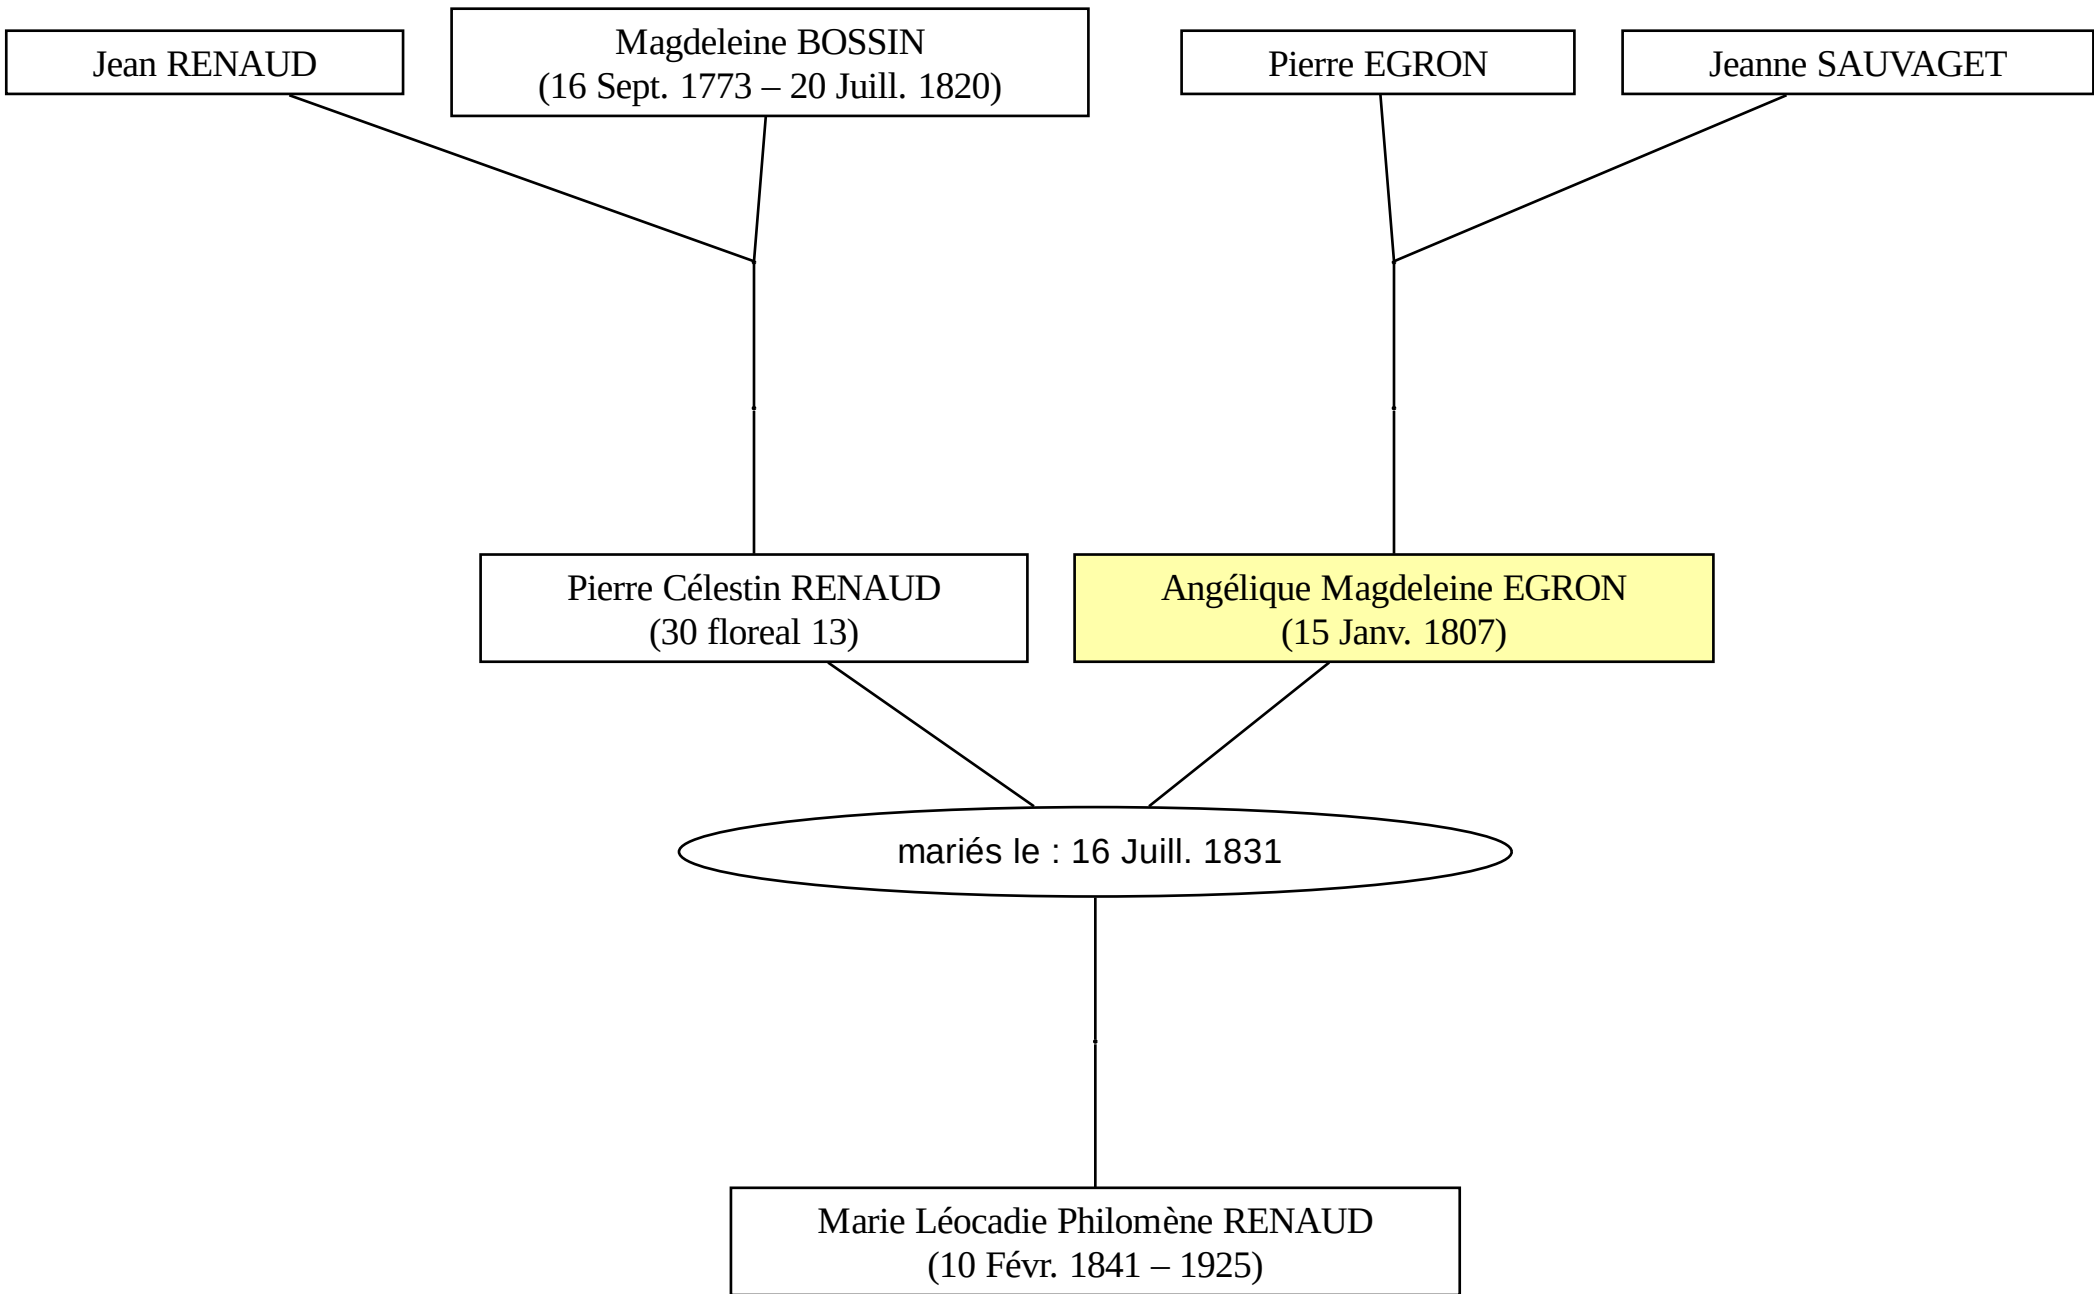 Jean RENAUD
Magdeleine BOSSIN
(16 Sept. 1773 – 20 Juill. 1820)
Pierre EGRON
Jeanne SAUVAGET
Pierre Célestin RENAUD
(30 floreal 13)
Angélique Magdeleine EGRON
(15 Janv. 1807)
mariés le : 16 Juill. 1831
Marie Léocadie Philomène RENAUD
(10 Févr. 1841 – 1925)